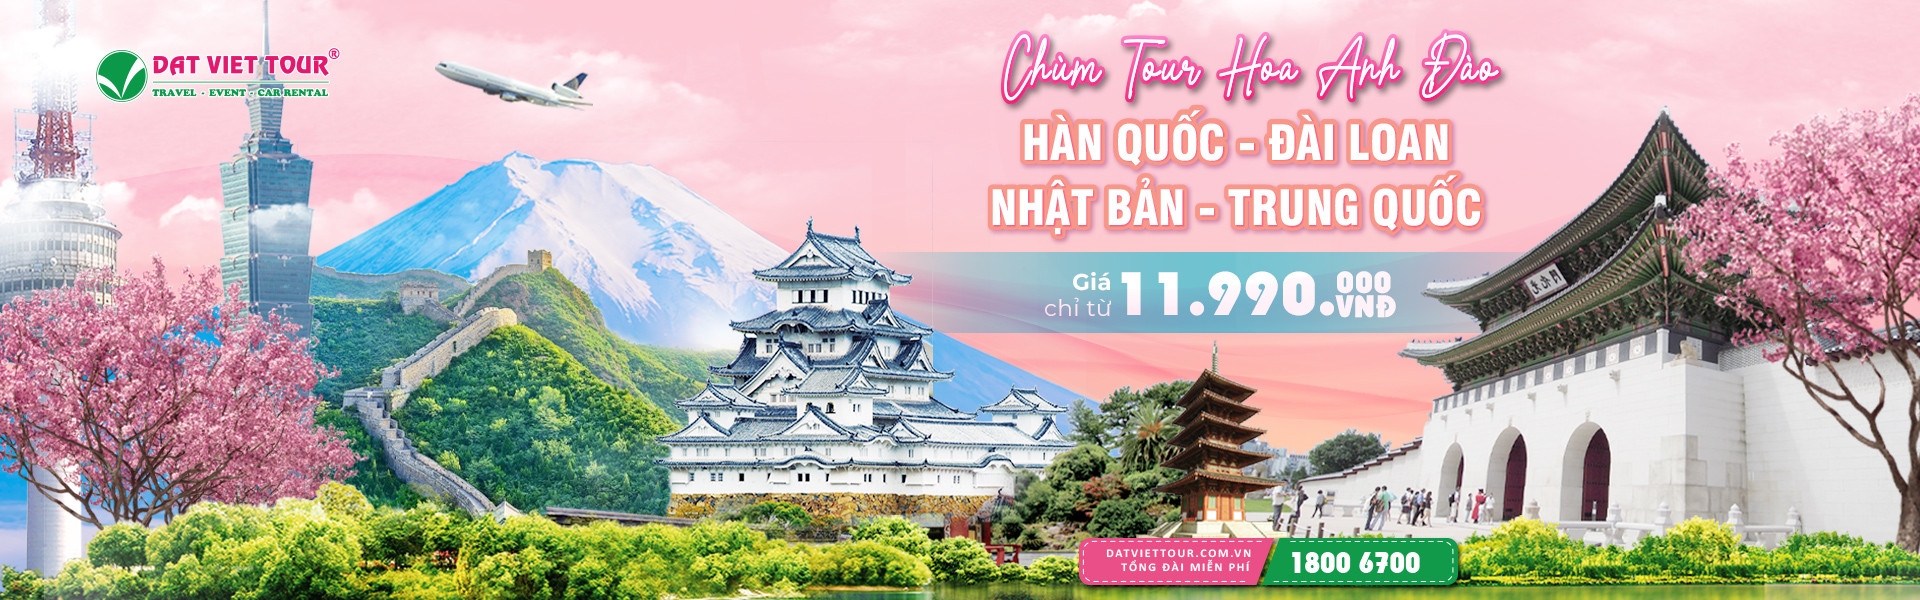 DAT VIET TOUR®
TRAVEL - EVENT - CAR RENTAL
Chùm Tour Hoa Anh Đào
HÀN QUỐC - ĐÀI LOAN
NHẬT BẢN - TRUNG QUỐC
Giá chỉ từ 11.990.000 VNĐ
DATVIETTOUR.COM.VN
TỔNG ĐÀI MIỄN PHÍ
1800 6700